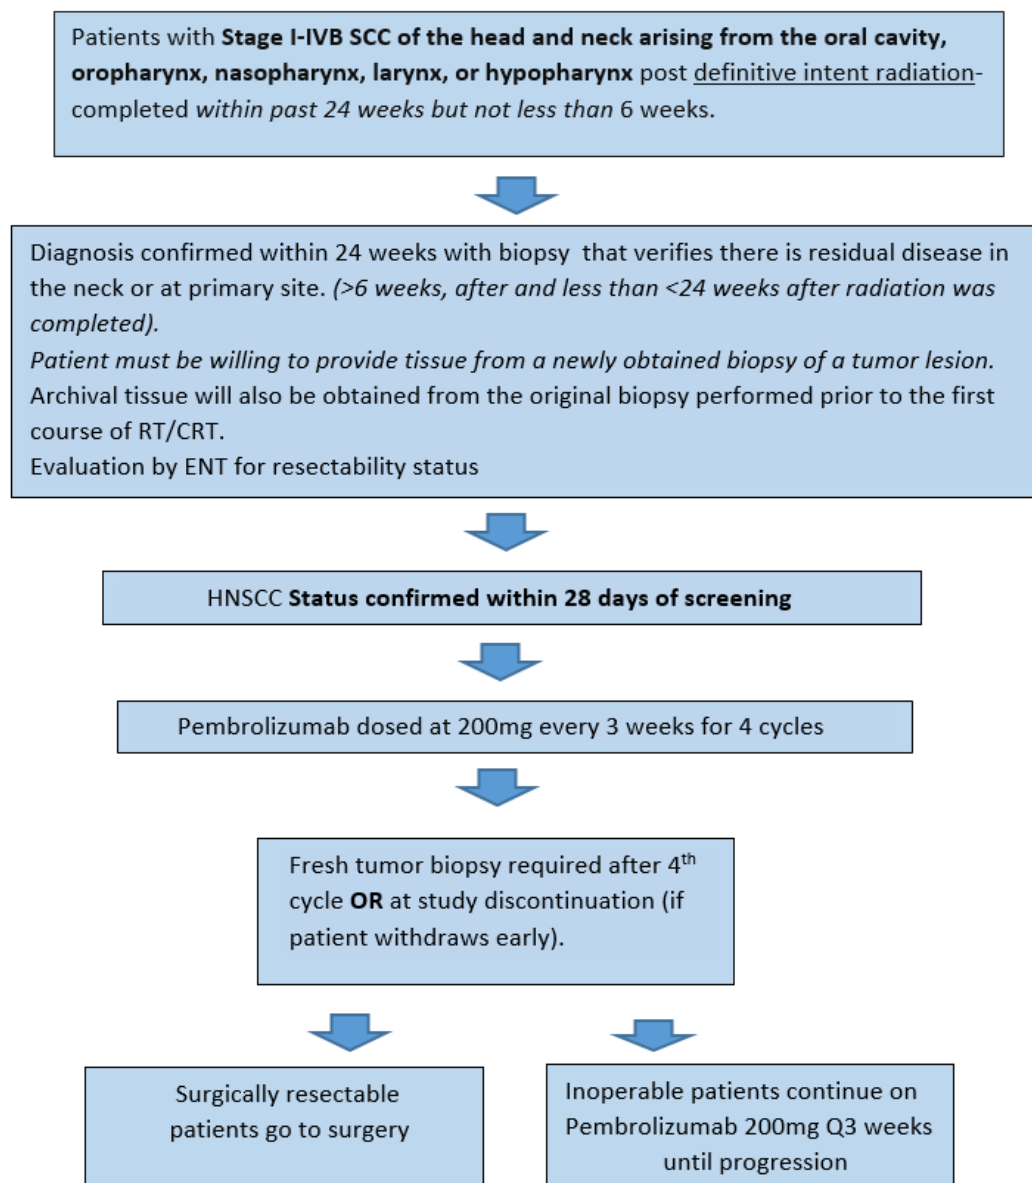 Patients with Stage I-IVB SCC of the head and neck arising from the oral cavity,
oropharynx, nasopharynx, larynx, or hypopharynx post definitive intent radiation-
completed within past 24 weeks but not less than 6 weeks.
Diagnosis confirmed within 24 weeks with biopsy that verifies there is residual disease in
the neck or at primary site. (>6 weeks, after and less than <24 weeks after radiation was
completed).
Patient must be willing to provide tissue from a newly obtained biopsy of a tumor lesion.
Archival tissue will also be obtained from the original biopsy performed prior to the first
course of RT/CRT.
Evaluation by ENT for resectability status
HNSCC Status confirmed within 28 days of screening
Pembrolizumab dosed at 200mg every 3 weeks for 4 cycles
Fresh tumor biopsy required after 4th
cycle OR at study discontinuation (if
patient withdraws early).
Surgically resectable
patients go to surgery
Inoperable patients continue on
Pembrolizumab 200mg Q3 weeks
until progression